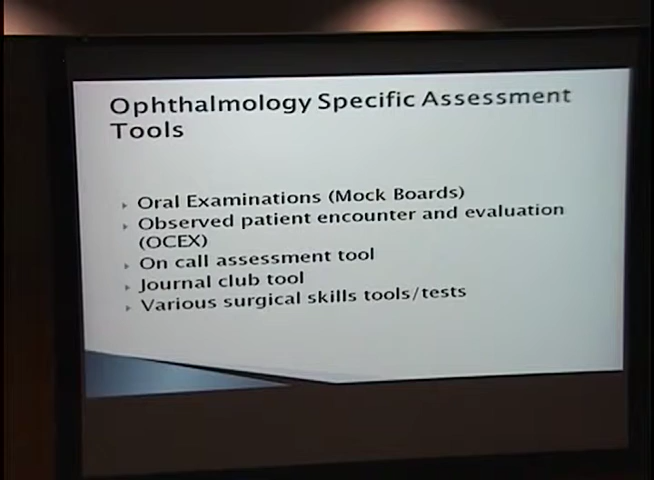 Ophthalmology Specific Assessment
Tools
Oral Examinations (Mock Boards)
Observed patient encounter and evaluation
(OCEX)
On call assessment tool
Journal club tool
Various surgical skills tools/tests